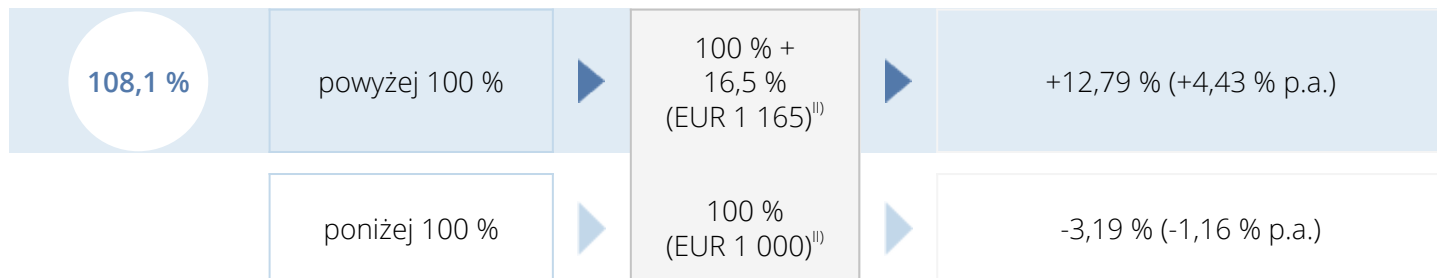 108,1 %
powyżej 100 %
100 % +
16,5 %
(EUR 1 165)II)
+12,79 % (+4,43 % p.a.)
poniżej 100 %
100 %
(EUR 1 000)II)
-3,19 % (-1,16 % p.a.)